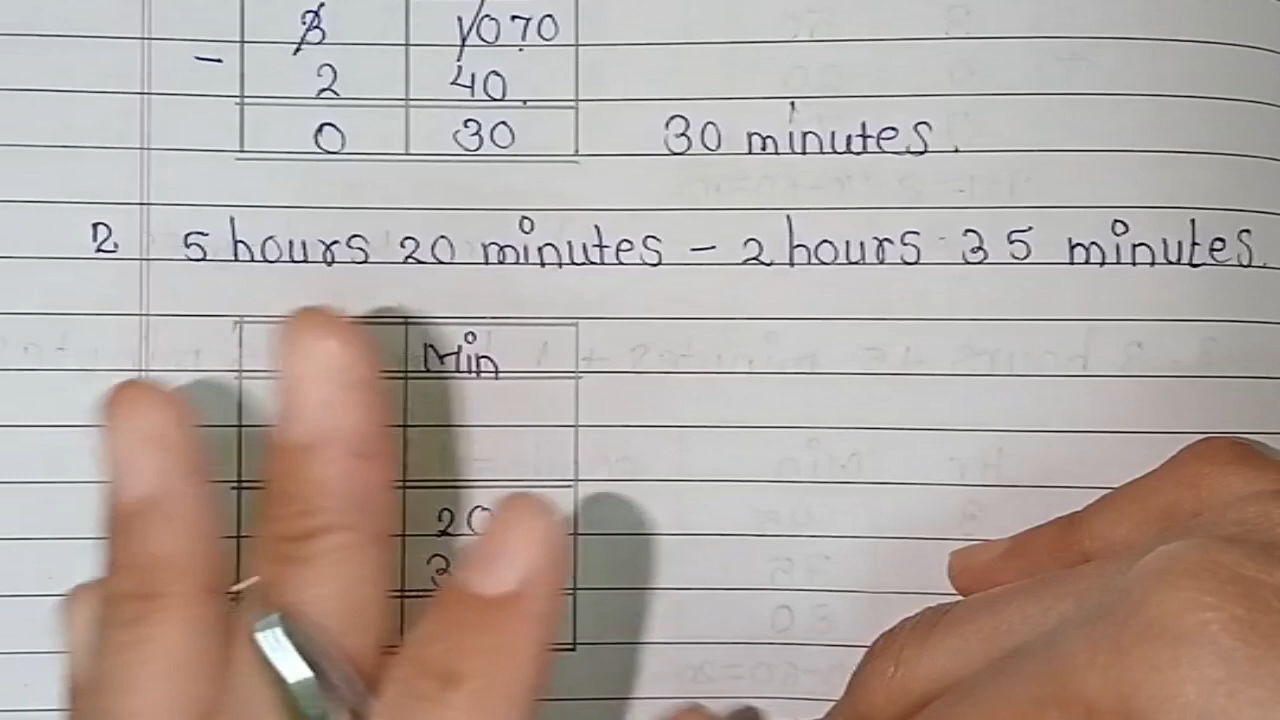 3 1070
- 2 40
0 30 30 minutes.
2 5 hours 20 minutes - 2 hours 35 minutes.
Min
20
3